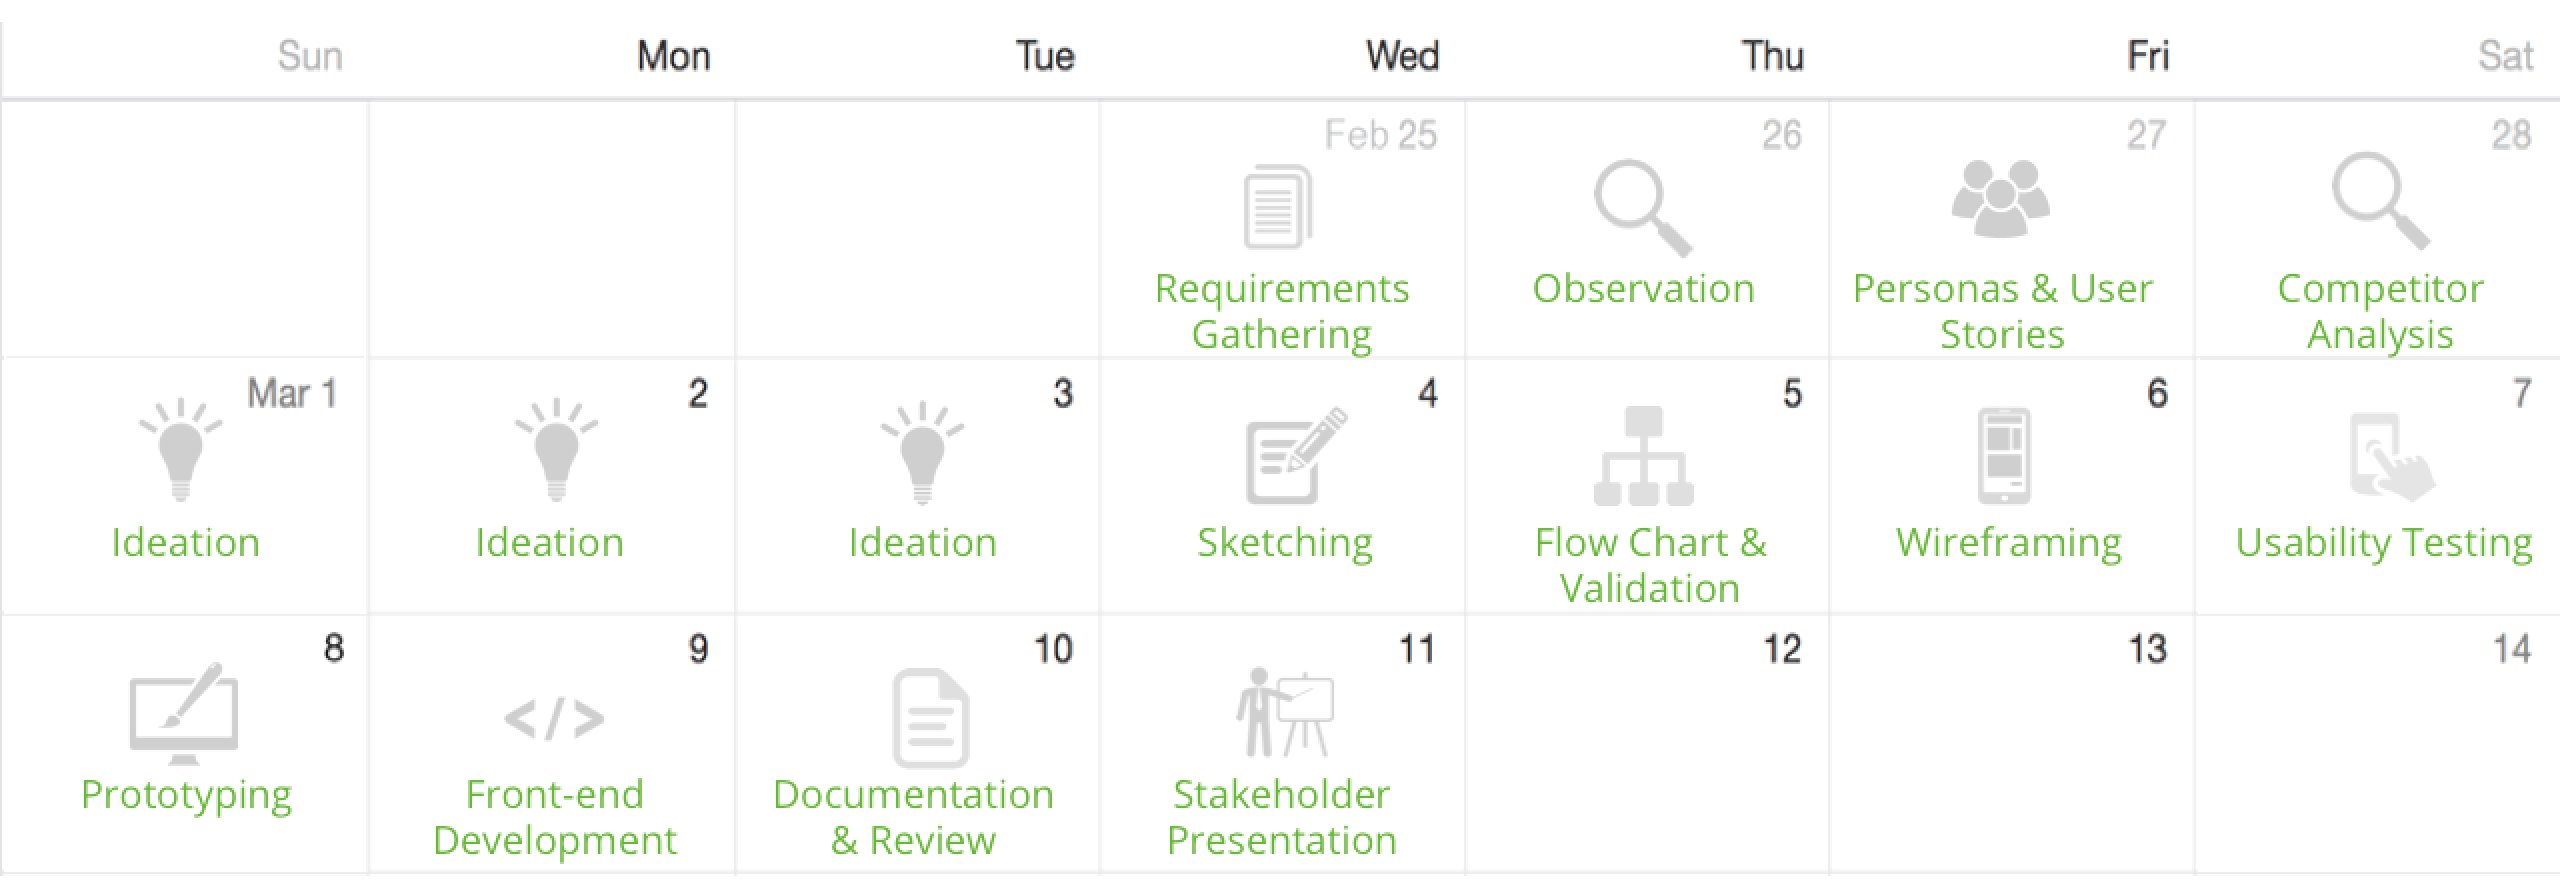 Sun Mon Tue Wed Thu Fri Sat
Feb 25 26 27 28
Requirements Gathering
Observation
Personas & User Stories
Competitor Analysis
Mar 1 2 3 4 5 6 7
Ideation
Ideation
Ideation
Sketching
Flow Chart & Validation
Wireframing
Usability Testing
8 9 10 11 12 13 14
Prototyping
</>
Front-end Development
Documentation & Review
Stakeholder Presentation